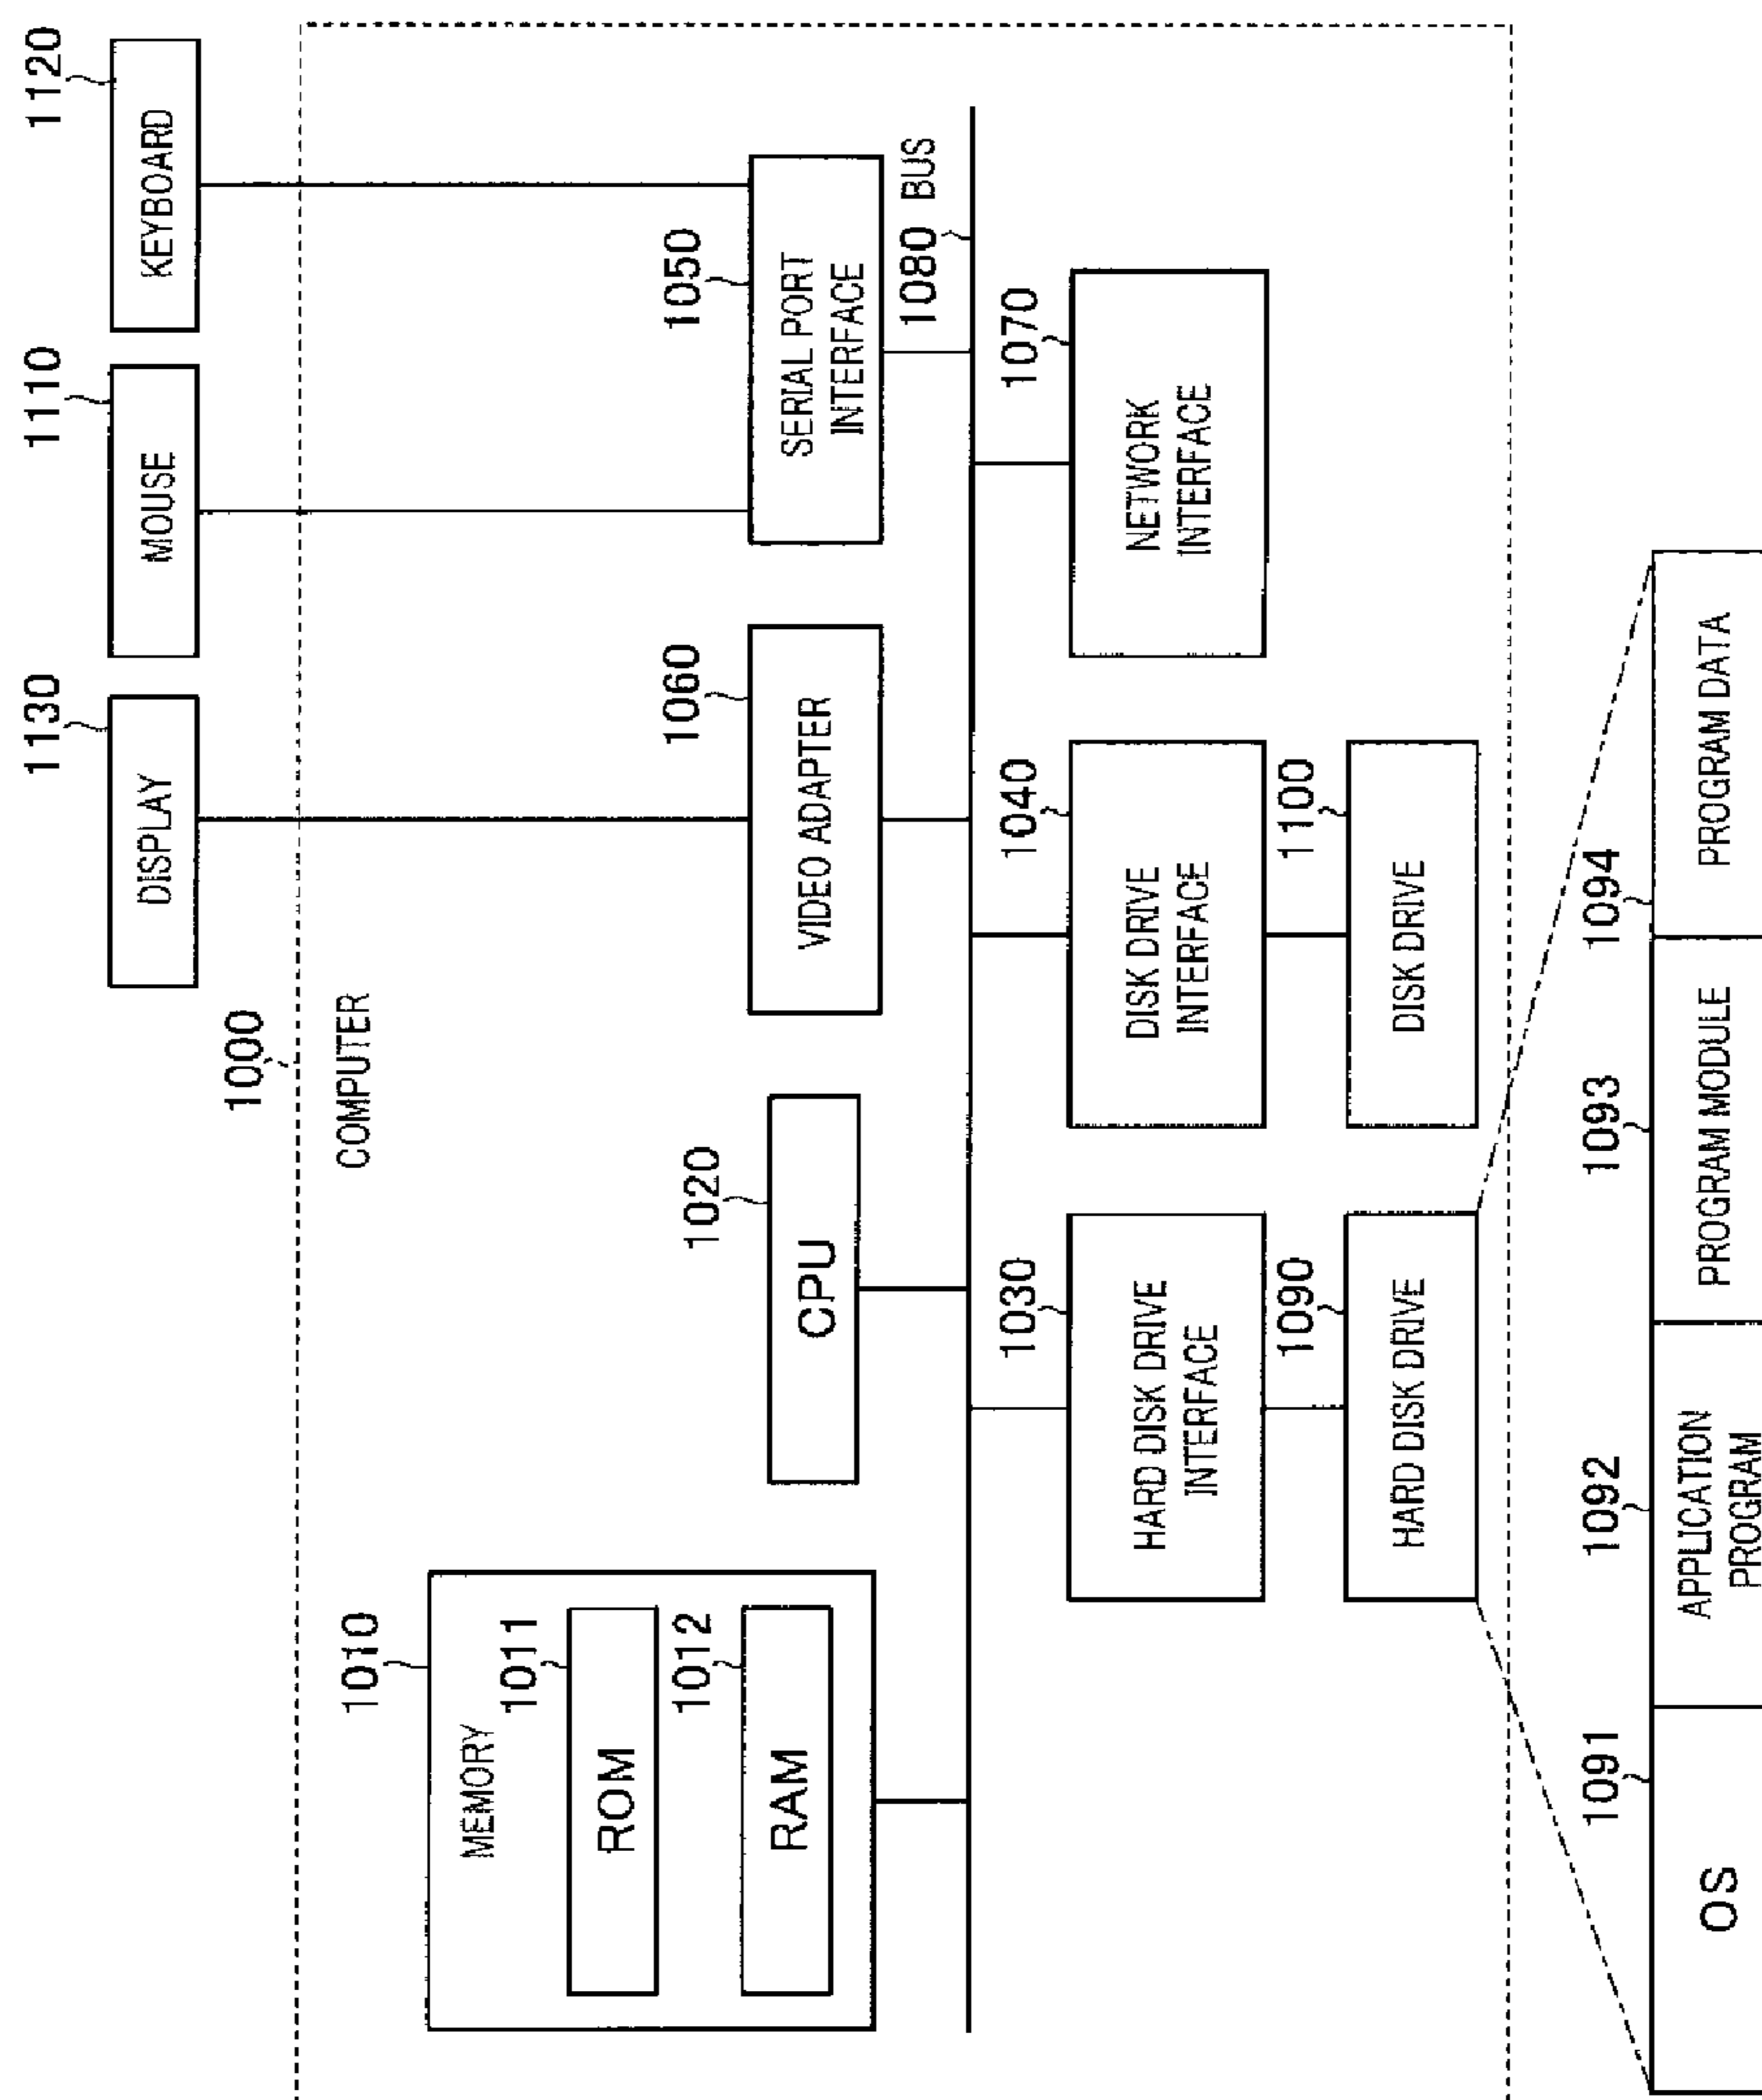 1130
DISPLAY
1110
MOUSE
1120
KEYBOARD
1000
COMPUTER
1010
MEMORY
1011
ROM
1012
RAM
1020
CPU
1060
VIDEO ADAPTER
1050
SERIAL PORT
INTERFACE
1080 BUS
1030
HARD DISK DRIVE
INTERFACE
1040
DISK DRIVE
INTERFACE
1070
NETWORK
INTERFACE
1090
HARD DISK DRIVE
1100
DISK DRIVE
1091
OS
1092
APPLICATION
PROGRAM
1093
PROGRAM MODULE
1094
PROGRAM DATA